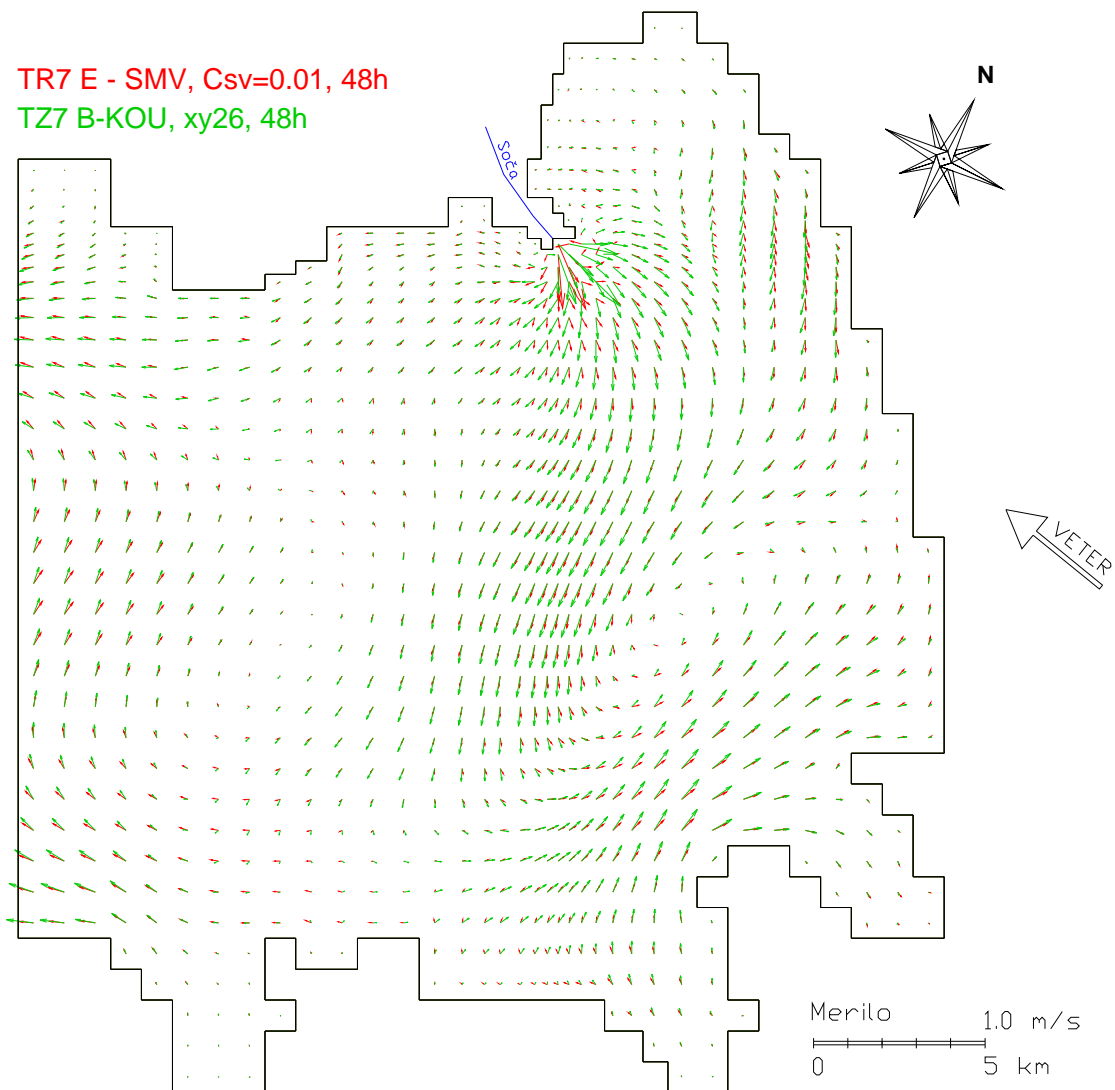 TR7 E - SMV, Csv=0.01, 48h
TZ7 B-KOU, xy26, 48h
N
Soča
VETER
Merilo
1.0 m/s
0
5 km